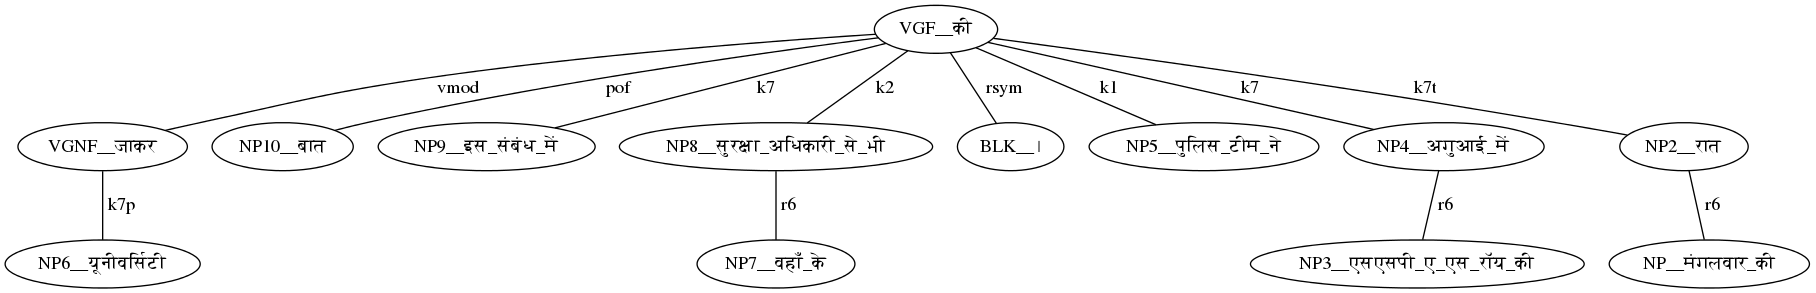 VGF__की
vmod pof k7 k2 rsym k1 k7 k7t
VGNF__जाकर NP10__बात NP9__इस_संबंध_में NP8__सुरक्षा_अधिकारी_से_भी BLK__। NP5__पुलिस_टीम_ने NP4__अगुआई_में NP2__रात
k7p r6 r6 r6
NP6__यूनीवर्सिटी NP7__वहाँ_के NP3__एसएसपी_ए_एस_रॉय_की NP__मंगलवार_की